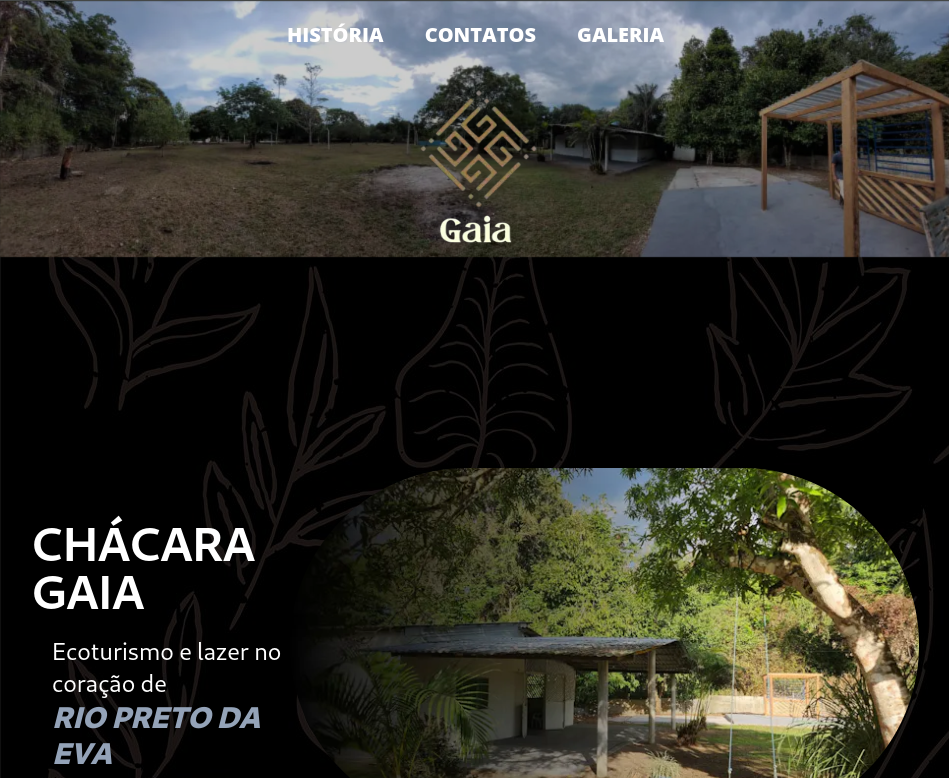 HISTÓRIA CONTATOS GALERIA
Gaia
CHÁCARA
GAIA
Ecoturismo e lazer no
coração de
RIO PRETO DA
EVA